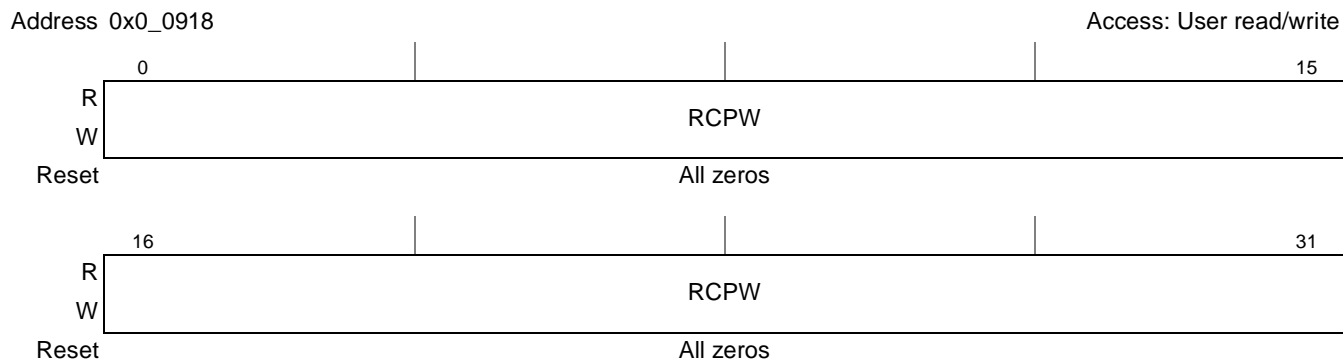 Address 0x0_0918 Access: User read/write
0 15
R
RCPW
W
Reset All zeros
16 31
R
RCPW
W
Reset All zeros